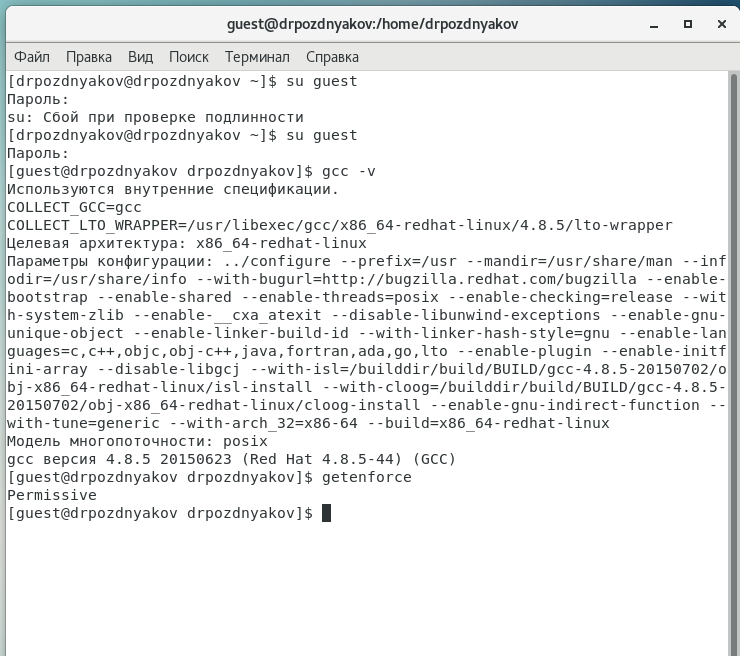 guest@drpozdnyakov:/home/drpozdnyakov
Файл Правка Вид Поиск Терминал Справка
[drpozdnyakov@drpozdnyakov ~]$ su guest
Пароль:
su: Сбой при проверке подлинности
[drpozdnyakov@drpozdnyakov ~]$ su guest
Пароль:
[guest@drpozdnyakov drpozdnyakov]$ gcc -v
Используются внутренние спецификации.
COLLECT_GCC=gcc
COLLECT_LTO_WRAPPER=/usr/libexec/gcc/x86_64-redhat-linux/4.8.5/lto-wrapper
Целевая архитектура: x86_64-redhat-linux
Параметры конфигурации: ../configure --prefix=/usr --mandir=/usr/share/man --inf
odir=/usr/share/info --with-bugurl=http://bugzilla.redhat.com/bugzilla --enable-
bootstrap --enable-shared --enable-threads=posix --enable-checking=release --wit
h-system-zlib --enable-__cxa_atexit --disable-libunwind-exceptions --enable-gnu-
unique-object --enable-linker-build-id --with-linker-hash-style=gnu --enable-lan
guages=c,c++,objc,obj-c++,java,fortran,ada,go,lto --enable-plugin --enable-initf
ini-array --disable-libgcj --with-isl=/builddir/build/BUILD/gcc-4.8.5-20150702/o
bj-x86_64-redhat-linux/isl-install --with-cloog=/builddir/build/BUILD/gcc-4.8.5-
20150702/obj-x86_64-redhat-linux/cloog-install --enable-gnu-indirect-function --
with-tune=generic --with-arch_32=x86-64 --build=x86_64-redhat-linux
Модель многопоточности: posix
gcc версия 4.8.5 20150623 (Red Hat 4.8.5-44) (GCC)
[guest@drpozdnyakov drpozdnyakov]$ getenforce
Permissive
[guest@drpozdnyakov drpozdnyakov]$